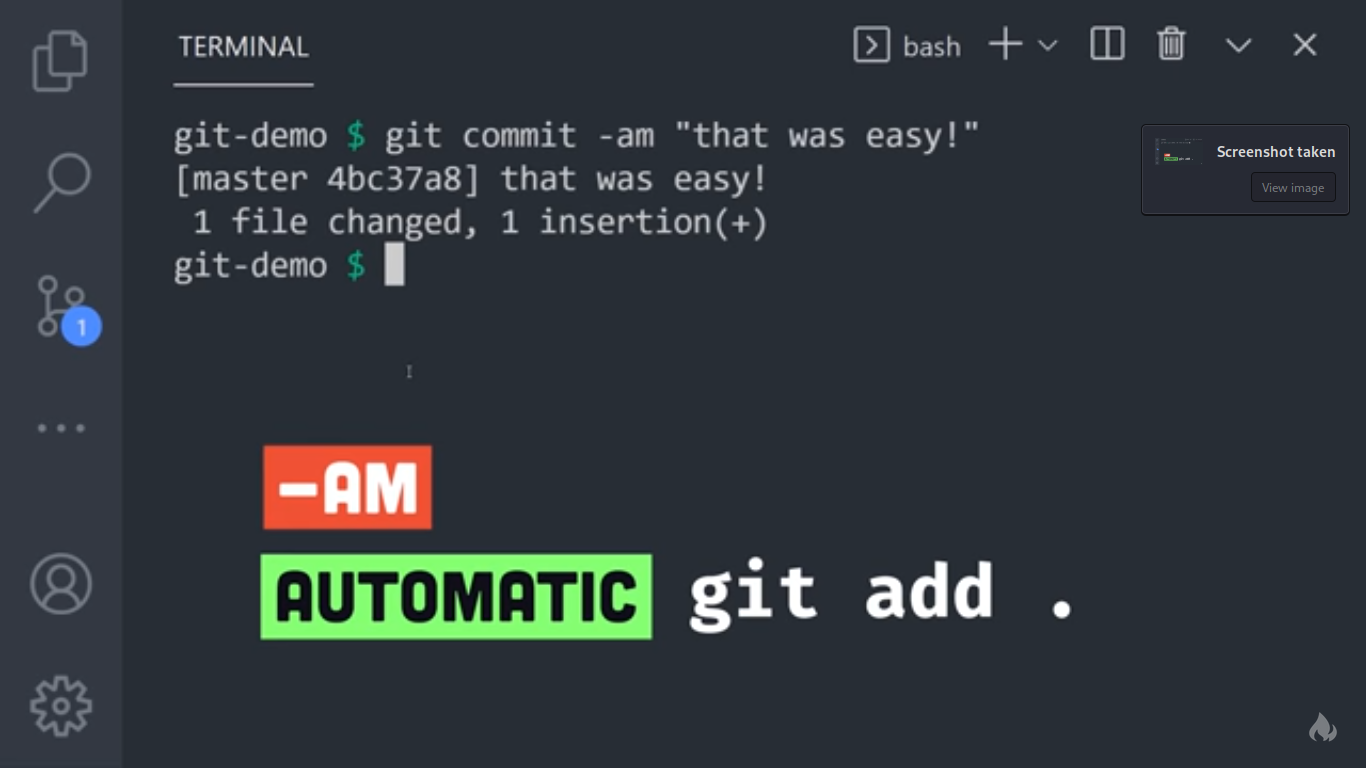 TERMINAL
bash
git-demo $ git commit -am "that was easy!"
[master 4bc37a8] that was easy!
1 file changed, 1 insertion(+)
git-demo $
Screenshot taken
View image
1
-AM
AUTOMATIC git add .